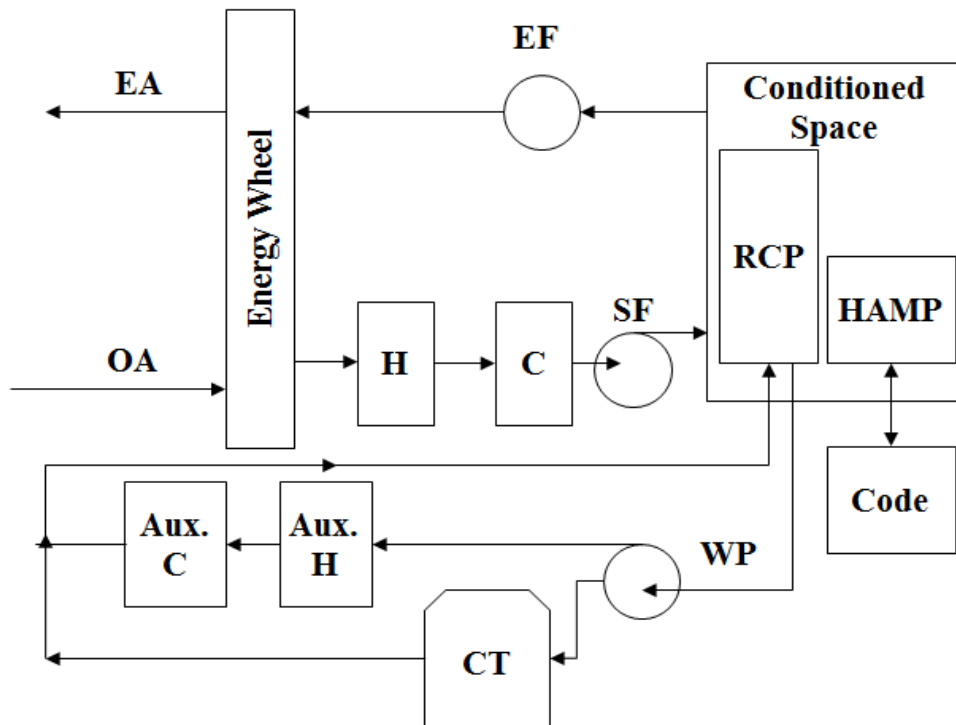 EF
EA
Conditioned
Space
Energy Wheel
RCP
HAMP
SF
OA
H
C
Code
Aux.
C
Aux.
H
WP
CT